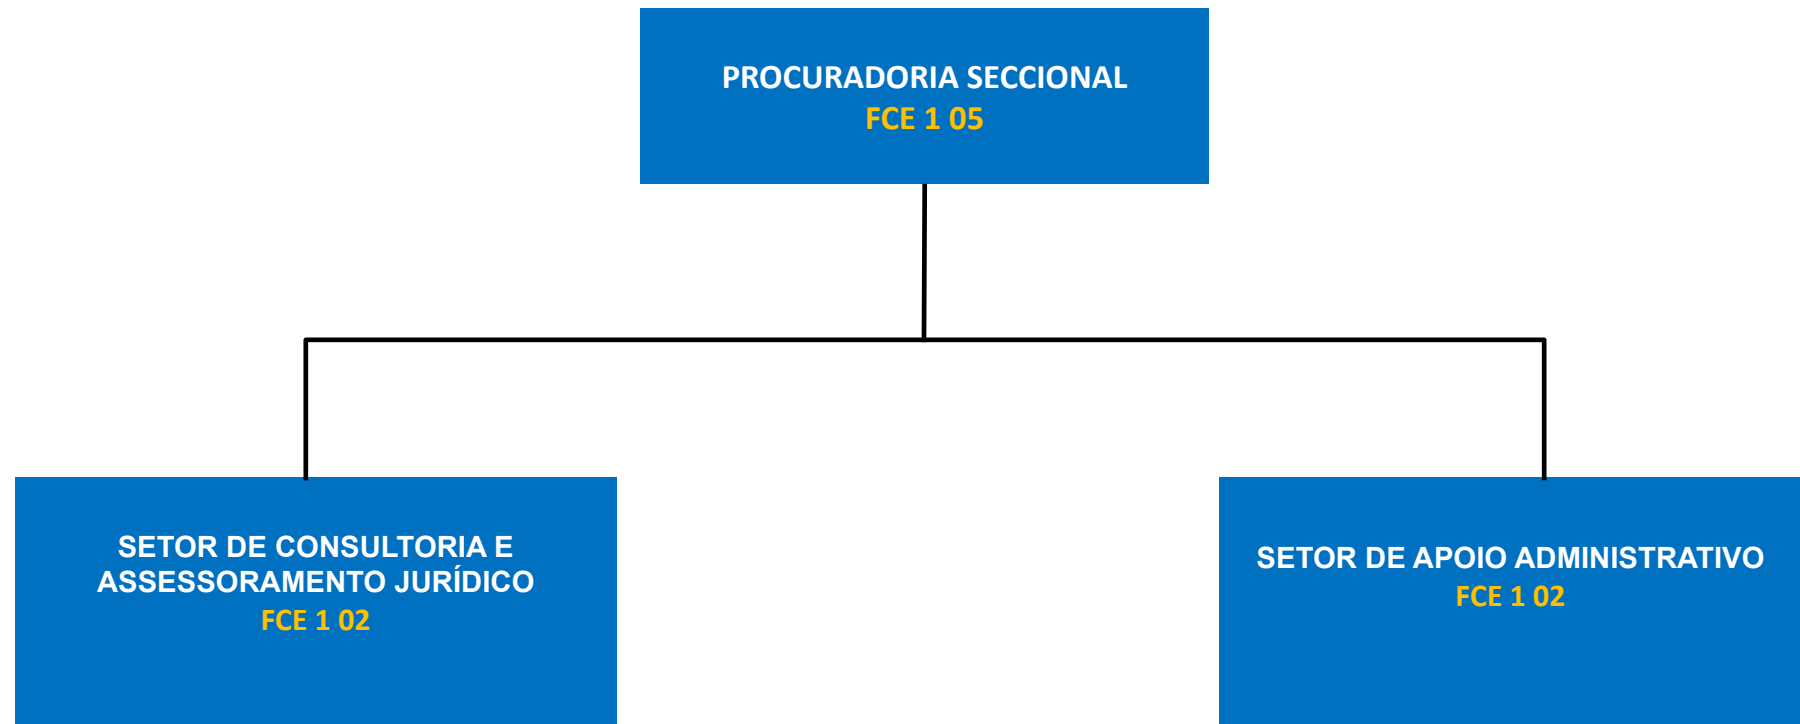 PROCURADORIA SECCIONAL
FCE 1 05
SETOR DE CONSULTORIA E
ASSESSORAMENTO JURÍDICO
FCE 1 02
SETOR DE APOIO ADMINISTRATIVO
FCE 1 02